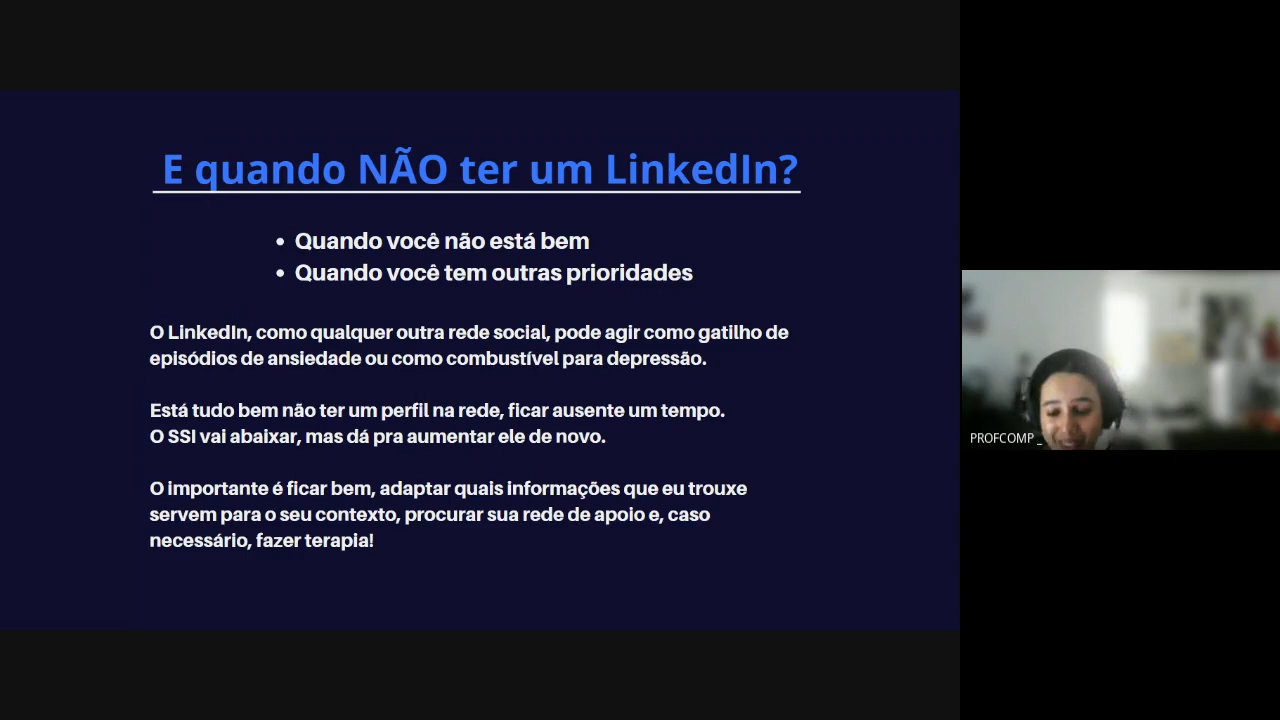 E quando NÃO ter um LinkedIn?
• Quando você não está bem
• Quando você tem outras prioridades
O LinkedIn, como qualquer outra rede social, pode agir como gatilho de
episódios de ansiedade ou como combustível para depressão.
Está tudo bem não ter um perfil na rede, ficar ausente um tempo.
O SSI vai abaixar, mas dá pra aumentar ele de novo.
O importante é ficar bem, adaptar quais informações que eu trouxe
servem para o seu contexto, procurar sua rede de apoio e, caso
necessário, fazer terapia!
PROFCOMP _